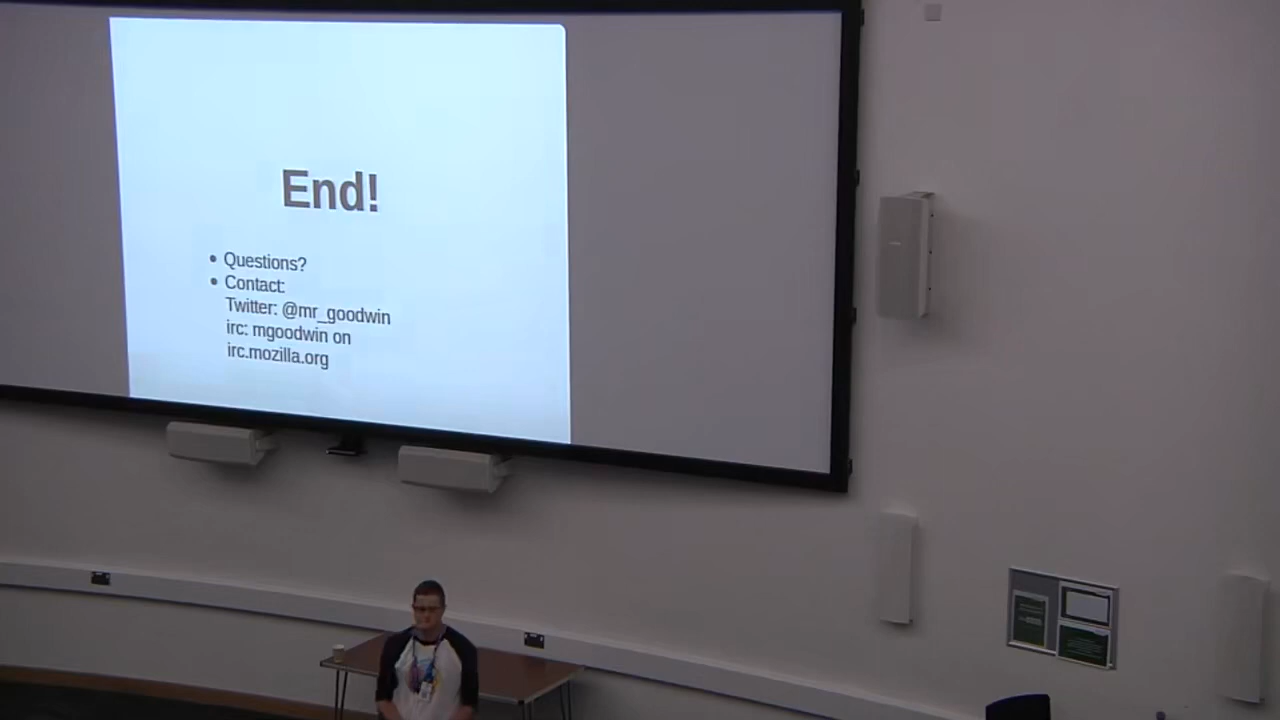 End!
• Questions?
• Contact:
Twitter: @mr_goodwin
irc: mgoodwin on
irc.mozilla.org